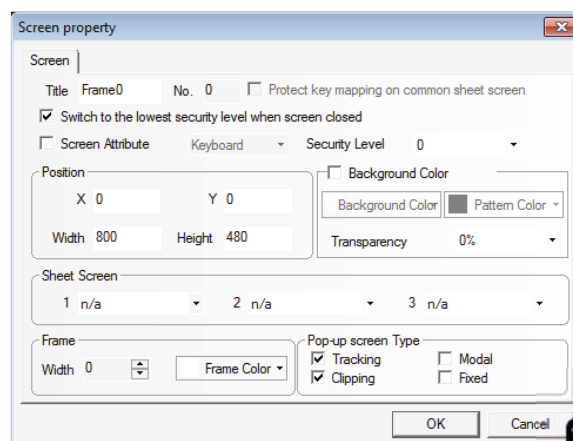 Screen property
Screen
Title Frame0 No. 0 Protect key mapping on common sheet screen
Switch to the lowest security level when screen closed
Screen Attribute Keyboard Security Level 0
Position Background Color
X 0 Y 0 Background Color Pattern Color
Width 800 Height 480 Transparency 0%
Sheet Screen
1 n/a 2 n/a 3 n/a
Frame Pop-up screen Type
Width 0 Frame Color Tracking Modal
Clipping Fixed
OK Cancel